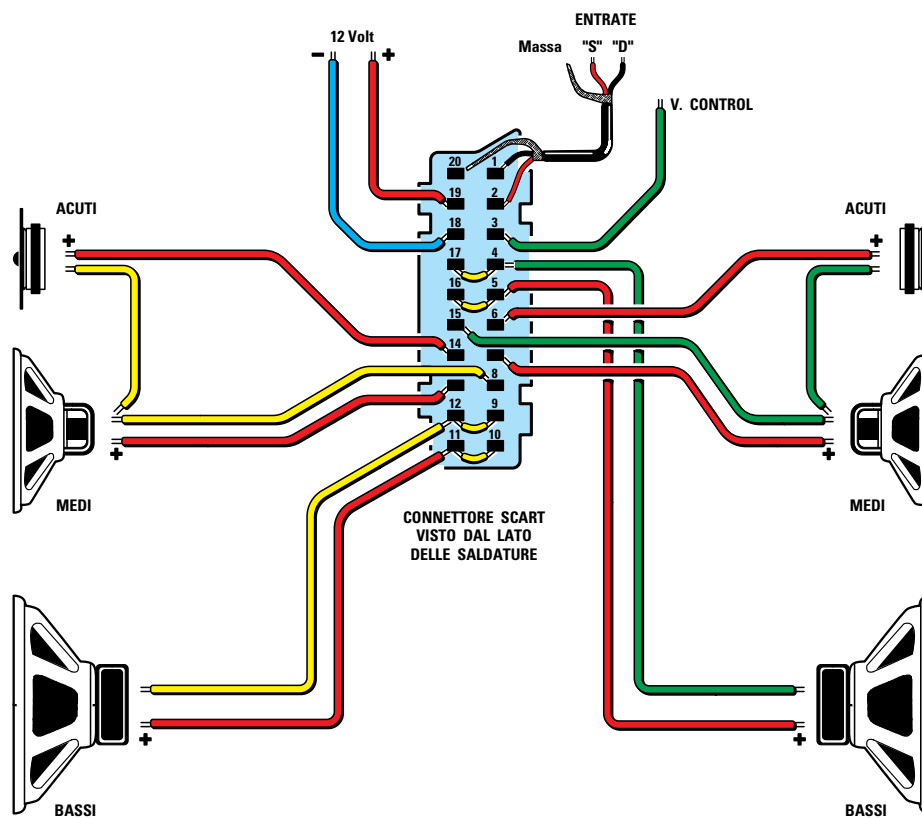 ENTRATE
12 Volt
Massa "S" "D"
– +
V. CONTROL
20 1
19 2
18 3
17 4
16 5
15 6
14
8
12 9
11 10
ACUTI
+
ACUTI
+
+
MEDI
+
MEDI
CONNETTORE SCART
VISTO DAL LATO
DELLE SALDATURE
+
BASSI
+
BASSI